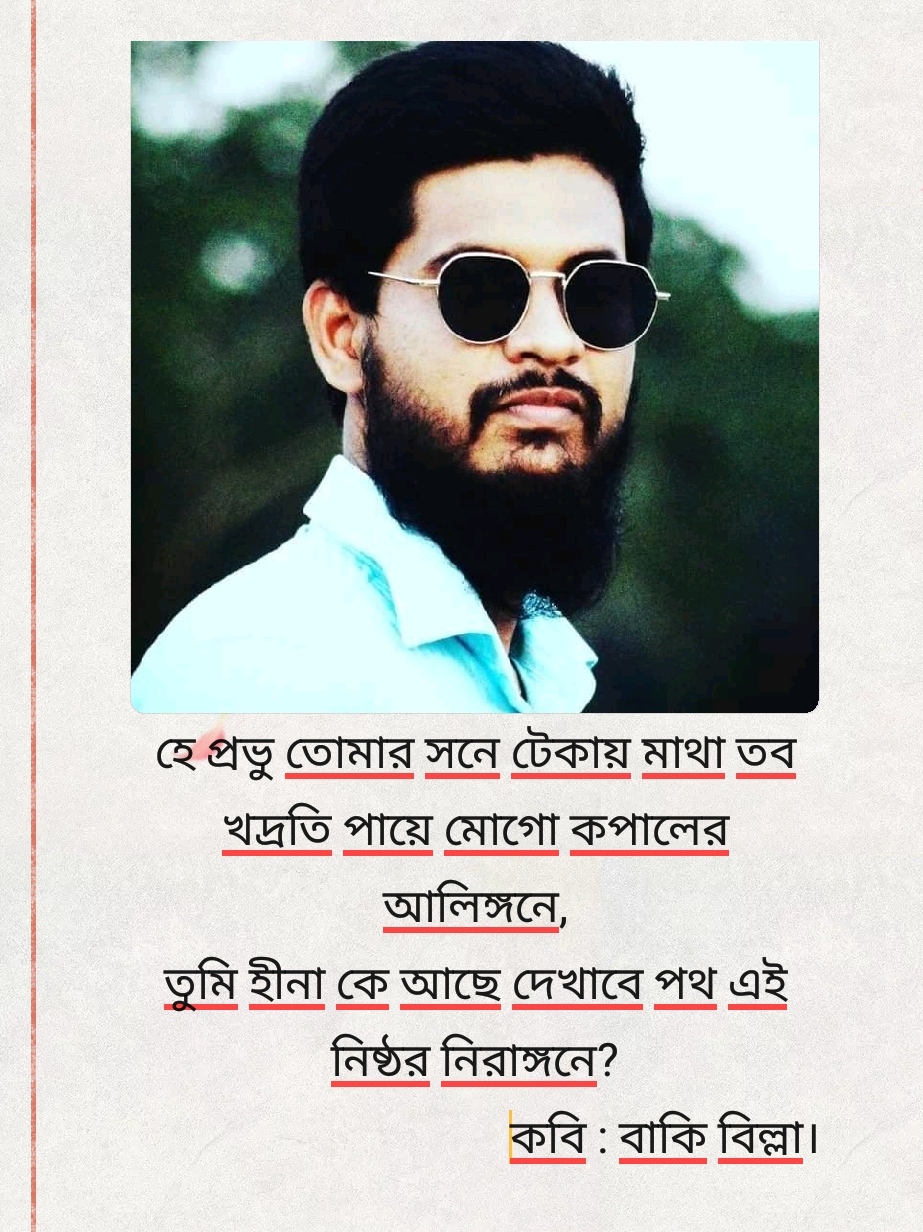 হে প্রভু তোমার সনে টেকায় মাথা তব
খদ্রতি পায়ে মোগো কপালের
আলিঙ্গনে,
তুমি হীনা কে আছে দেখাবে পথ এই
নিষ্ঠর নিরাঙ্গনে?
কবি : বাকি বিল্লা।